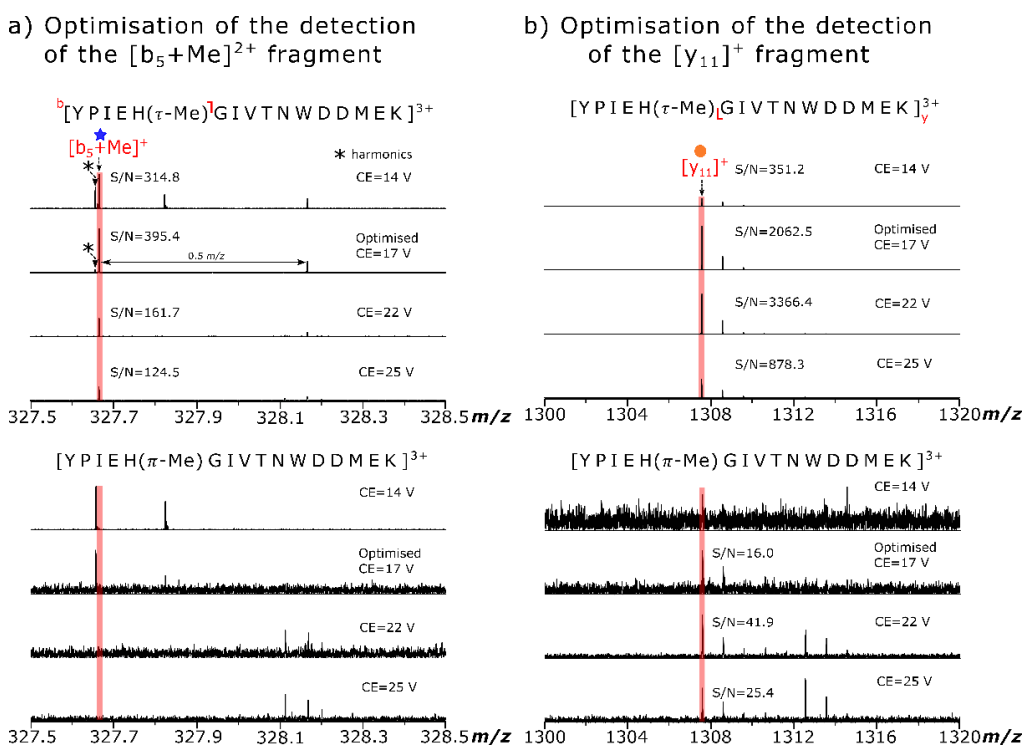 a) Optimisation of the detection
of the [b₅+Me]²⁺ fragment
ᵇ[YPIEH(τ-Me)⅂GIVTNWDDMEK]³⁺
[b₅+Me]⁺
* harmonics
*
S/N=314.8
CE=14 V
S/N=395.4
Optimised
CE=17 V
*
0.5 m/z
S/N=161.7
CE=22 V
S/N=124.5
CE=25 V
327.5 327.7 327.9 328.1 328.3 328.5 m/z
[YPIEH(π-Me)GIVTNWDDMEK]³⁺
CE=14 V
Optimised
CE=17 V
CE=22 V
CE=25 V
327.5 327.7 327.9 328.1 328.3 328.5 m/z
b) Optimisation of the detection
of the [y₁₁]⁺ fragment
[YPIEH(τ-Me)GIVTNWDDMEK]³⁺y
[y₁₁]⁺
S/N=351.2
CE=14 V
S/N=2062.5
Optimised
CE=17 V
S/N=3366.4
CE=22 V
S/N=878.3
CE=25 V
1300 1304 1308 1312 1316 1320 m/z
[YPIEH(π-Me)GIVTNWDDMEK]³⁺
CE=14 V
S/N=16.0
Optimised
CE=17 V
S/N=41.9
CE=22 V
S/N=25.4
CE=25 V
1300 1304 1308 1312 1316 1320 m/z